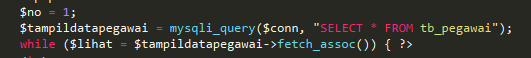 $no = 1;
$tampildatapegawai = mysqli_query($conn, "SELECT * FROM tb_pegawai");
while ($lihat = $tampildatapegawai->fetch_assoc()) { ?>